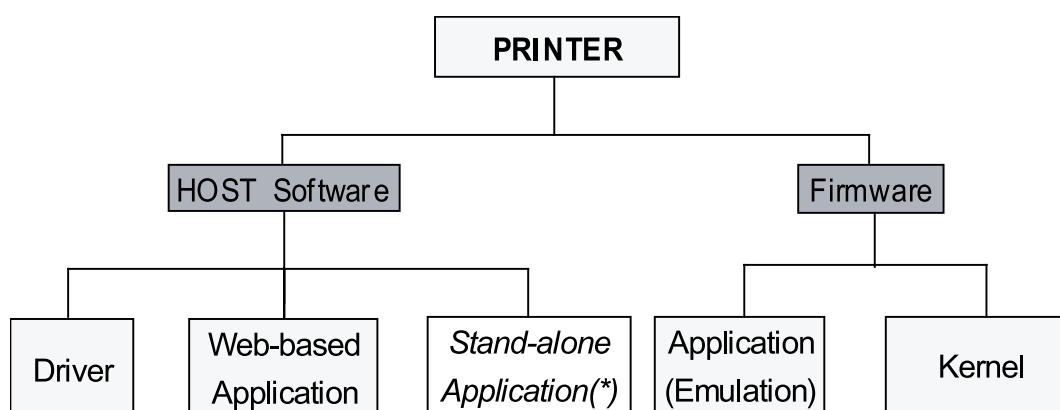 PRINTER
HOST Software
Firmware
Driver
Web-based
Application
Stand-alone
Application(*)
Application
(Emulation)
Kernel